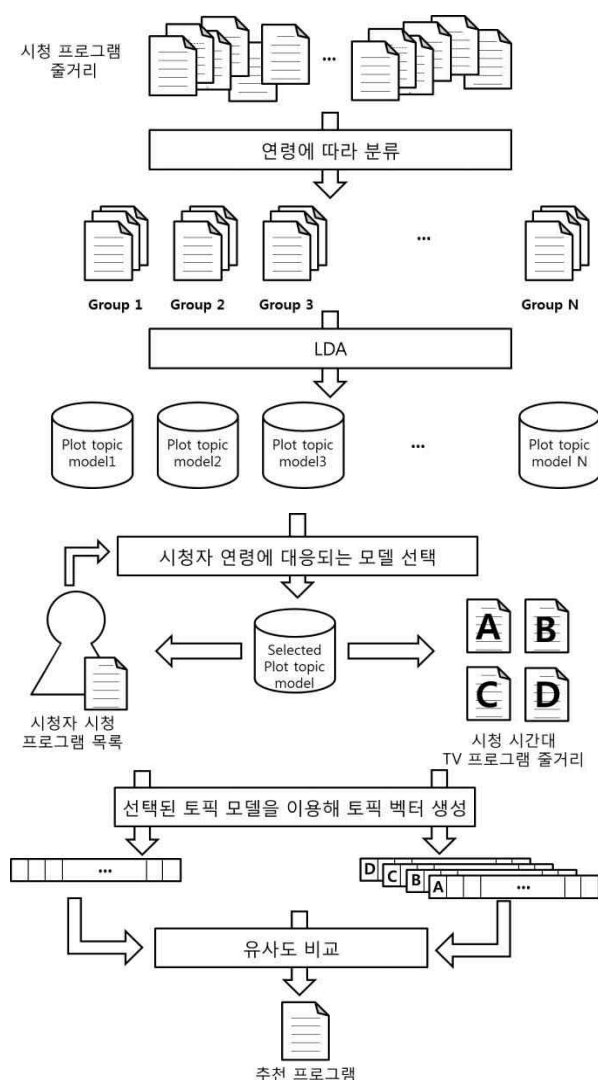 시청 프로그램
줄거리
...
연령에 따라 분류
...
Group 1 Group 2 Group 3 Group N
LDA
Plot topic
model1
Plot topic
model2
Plot topic
model3
...
Plot topic
model N
시청자 연령에 대응되는 모델 선택
Selected
Plot topic
model
A B
C D
시청자 시청
프로그램 목록
시청 시간대
TV 프로그램 줄거리
선택된 토픽 모델을 이용해 토픽 벡터 생성
...
D C B A ...
유사도 비교
추천 프로그램